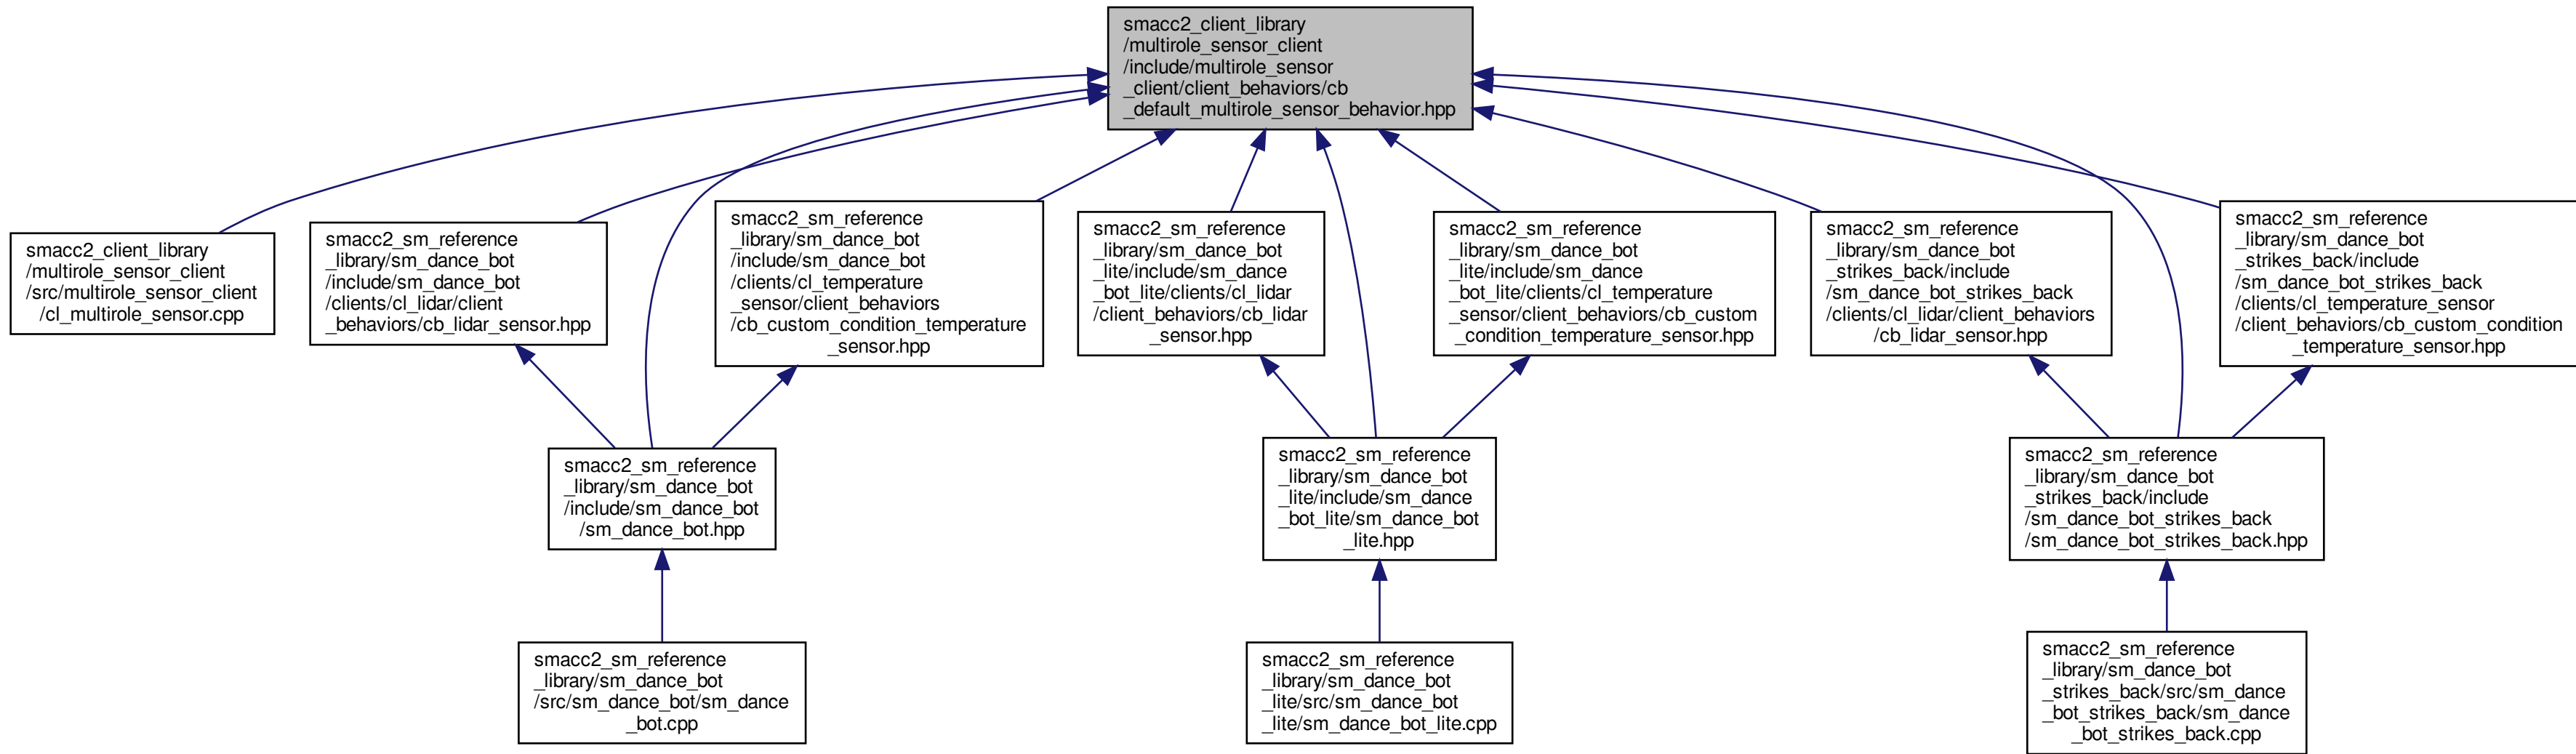 smacc2_client_library
/multirole_sensor_client
/include/multirole_sensor
_client/client_behaviors/cb
_default_multirole_sensor_behavior.hpp
smacc2_client_library
/multirole_sensor_client
/src/multirole_sensor_client
/cl_multirole_sensor.cpp
smacc2_sm_reference
_library/sm_dance_bot
/include/sm_dance_bot
/clients/cl_lidar/client
_behaviors/cb_lidar_sensor.hpp
smacc2_sm_reference
_library/sm_dance_bot
/include/sm_dance_bot
/clients/cl_temperature
_sensor/client_behaviors
/cb_custom_condition_temperature
_sensor.hpp
smacc2_sm_reference
_library/sm_dance_bot
_lite/include/sm_dance
_bot_lite/clients/cl_lidar
/client_behaviors/cb_lidar
_sensor.hpp
smacc2_sm_reference
_library/sm_dance_bot
_lite/include/sm_dance
_bot_lite/clients/cl_temperature
_sensor/client_behaviors/cb_custom
_condition_temperature_sensor.hpp
smacc2_sm_reference
_library/sm_dance_bot
_strikes_back/include
/sm_dance_bot_strikes_back
/clients/cl_lidar/client_behaviors
/cb_lidar_sensor.hpp
smacc2_sm_reference
_library/sm_dance_bot
_strikes_back/include
/sm_dance_bot_strikes_back
/clients/cl_temperature_sensor
/client_behaviors/cb_custom_condition
_temperature_sensor.hpp
smacc2_sm_reference
_library/sm_dance_bot
/include/sm_dance_bot
/sm_dance_bot.hpp
smacc2_sm_reference
_library/sm_dance_bot
_lite/include/sm_dance
_bot_lite/sm_dance_bot
_lite.hpp
smacc2_sm_reference
_library/sm_dance_bot
_strikes_back/include
/sm_dance_bot_strikes_back
/sm_dance_bot_strikes_back.hpp
smacc2_sm_reference
_library/sm_dance_bot
/src/sm_dance_bot/sm_dance
_bot.cpp
smacc2_sm_reference
_library/sm_dance_bot
_lite/src/sm_dance_bot
_lite/sm_dance_bot_lite.cpp
smacc2_sm_reference
_library/sm_dance_bot
_strikes_back/src/sm_dance
_bot_strikes_back/sm_dance
_bot_strikes_back.cpp